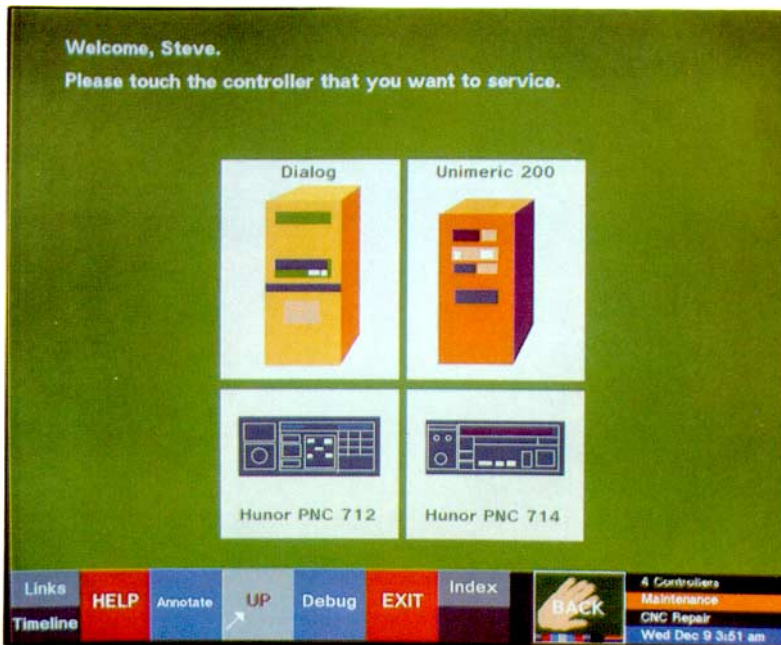 Welcome, Steve.
Please touch the controller that you want to service.
Dialog
Unimeric 200
Hunor PNC 712
Hunor PNC 714
Links
Timeline
HELP
Annotate
UP
Debug
EXIT
Index
BACK
4 Controllers
Maintenance
CNC Repair
Wed Dec 9 3:51 am